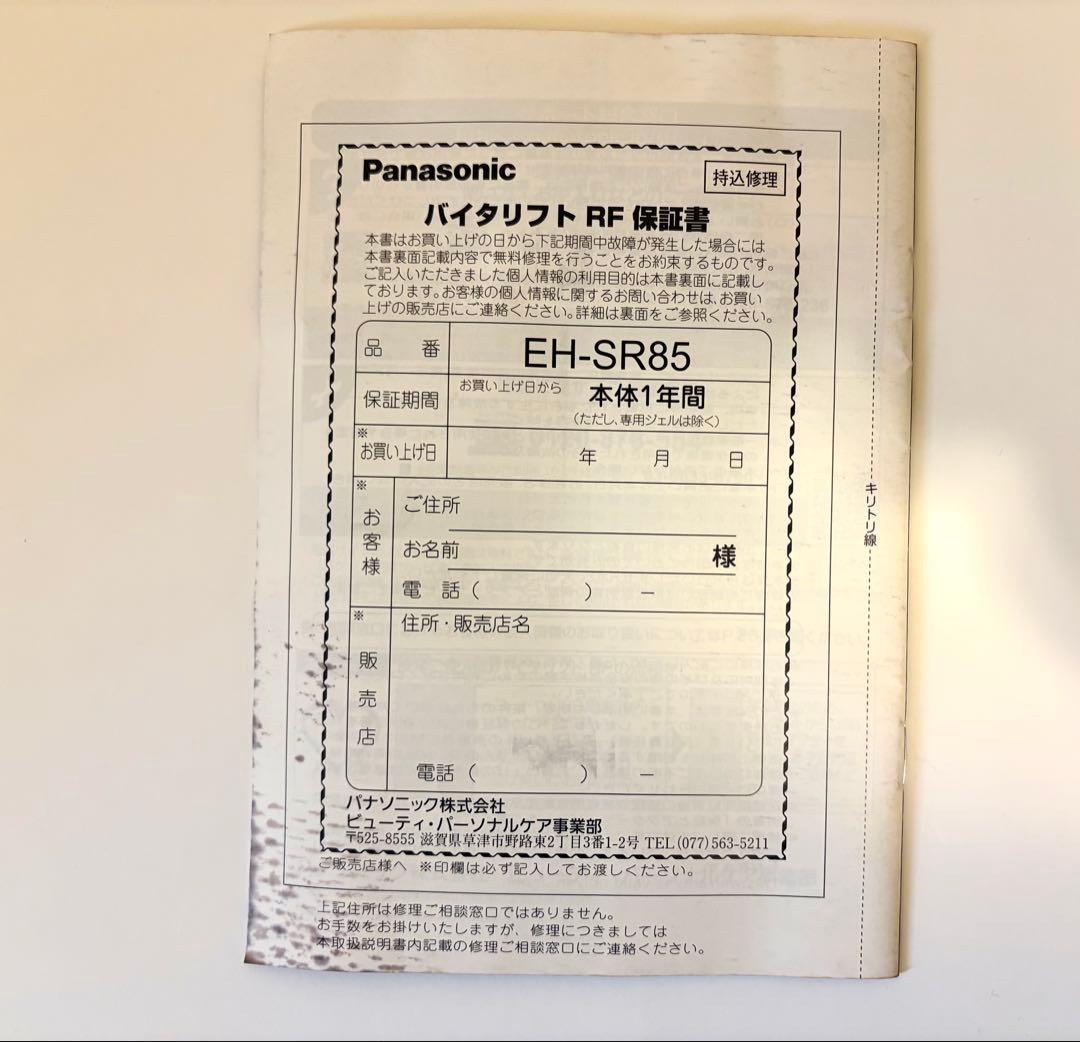 Panasonic
持込修理
バイタリフト RF 保証書
本書はお買い上げの日から下記期間中故障が発生した場合には
本書裏面記載内容で無料修理を行うことをお約束するものです。
ご記入いただきました個人情報の利用目的は本書裏面に記載し
ております。お客様の個人情報に関するお問い合わせは、お買い
上げの販売店にご連絡ください。詳細は裏面をご参照ください。
品 番 EH-SR85
保証期間 お買い上げ日から 本体1年間
(ただし、専用ジェルは除く)
※
お買い上げ日 年 月 日
※
お客様
ご住所
お名前 様
電 話 ( ) ー
※
販売店
住所・販売店名
電話 ( ) ー
パナソニック株式会社
ビューティ・パーソナルケア事業部
〒525-8555 滋賀県草津市野路東2丁目3番1-2号 TEL (077) 563-5211
ご販売店様へ ※印欄は必ず記入してお渡しください。
上記住所は修理ご相談窓口ではありません。
お手数をお掛けいたしますが、修理につきましては
本取扱説明書内記載の修理ご相談窓口にご連絡ください。
キリトリ線